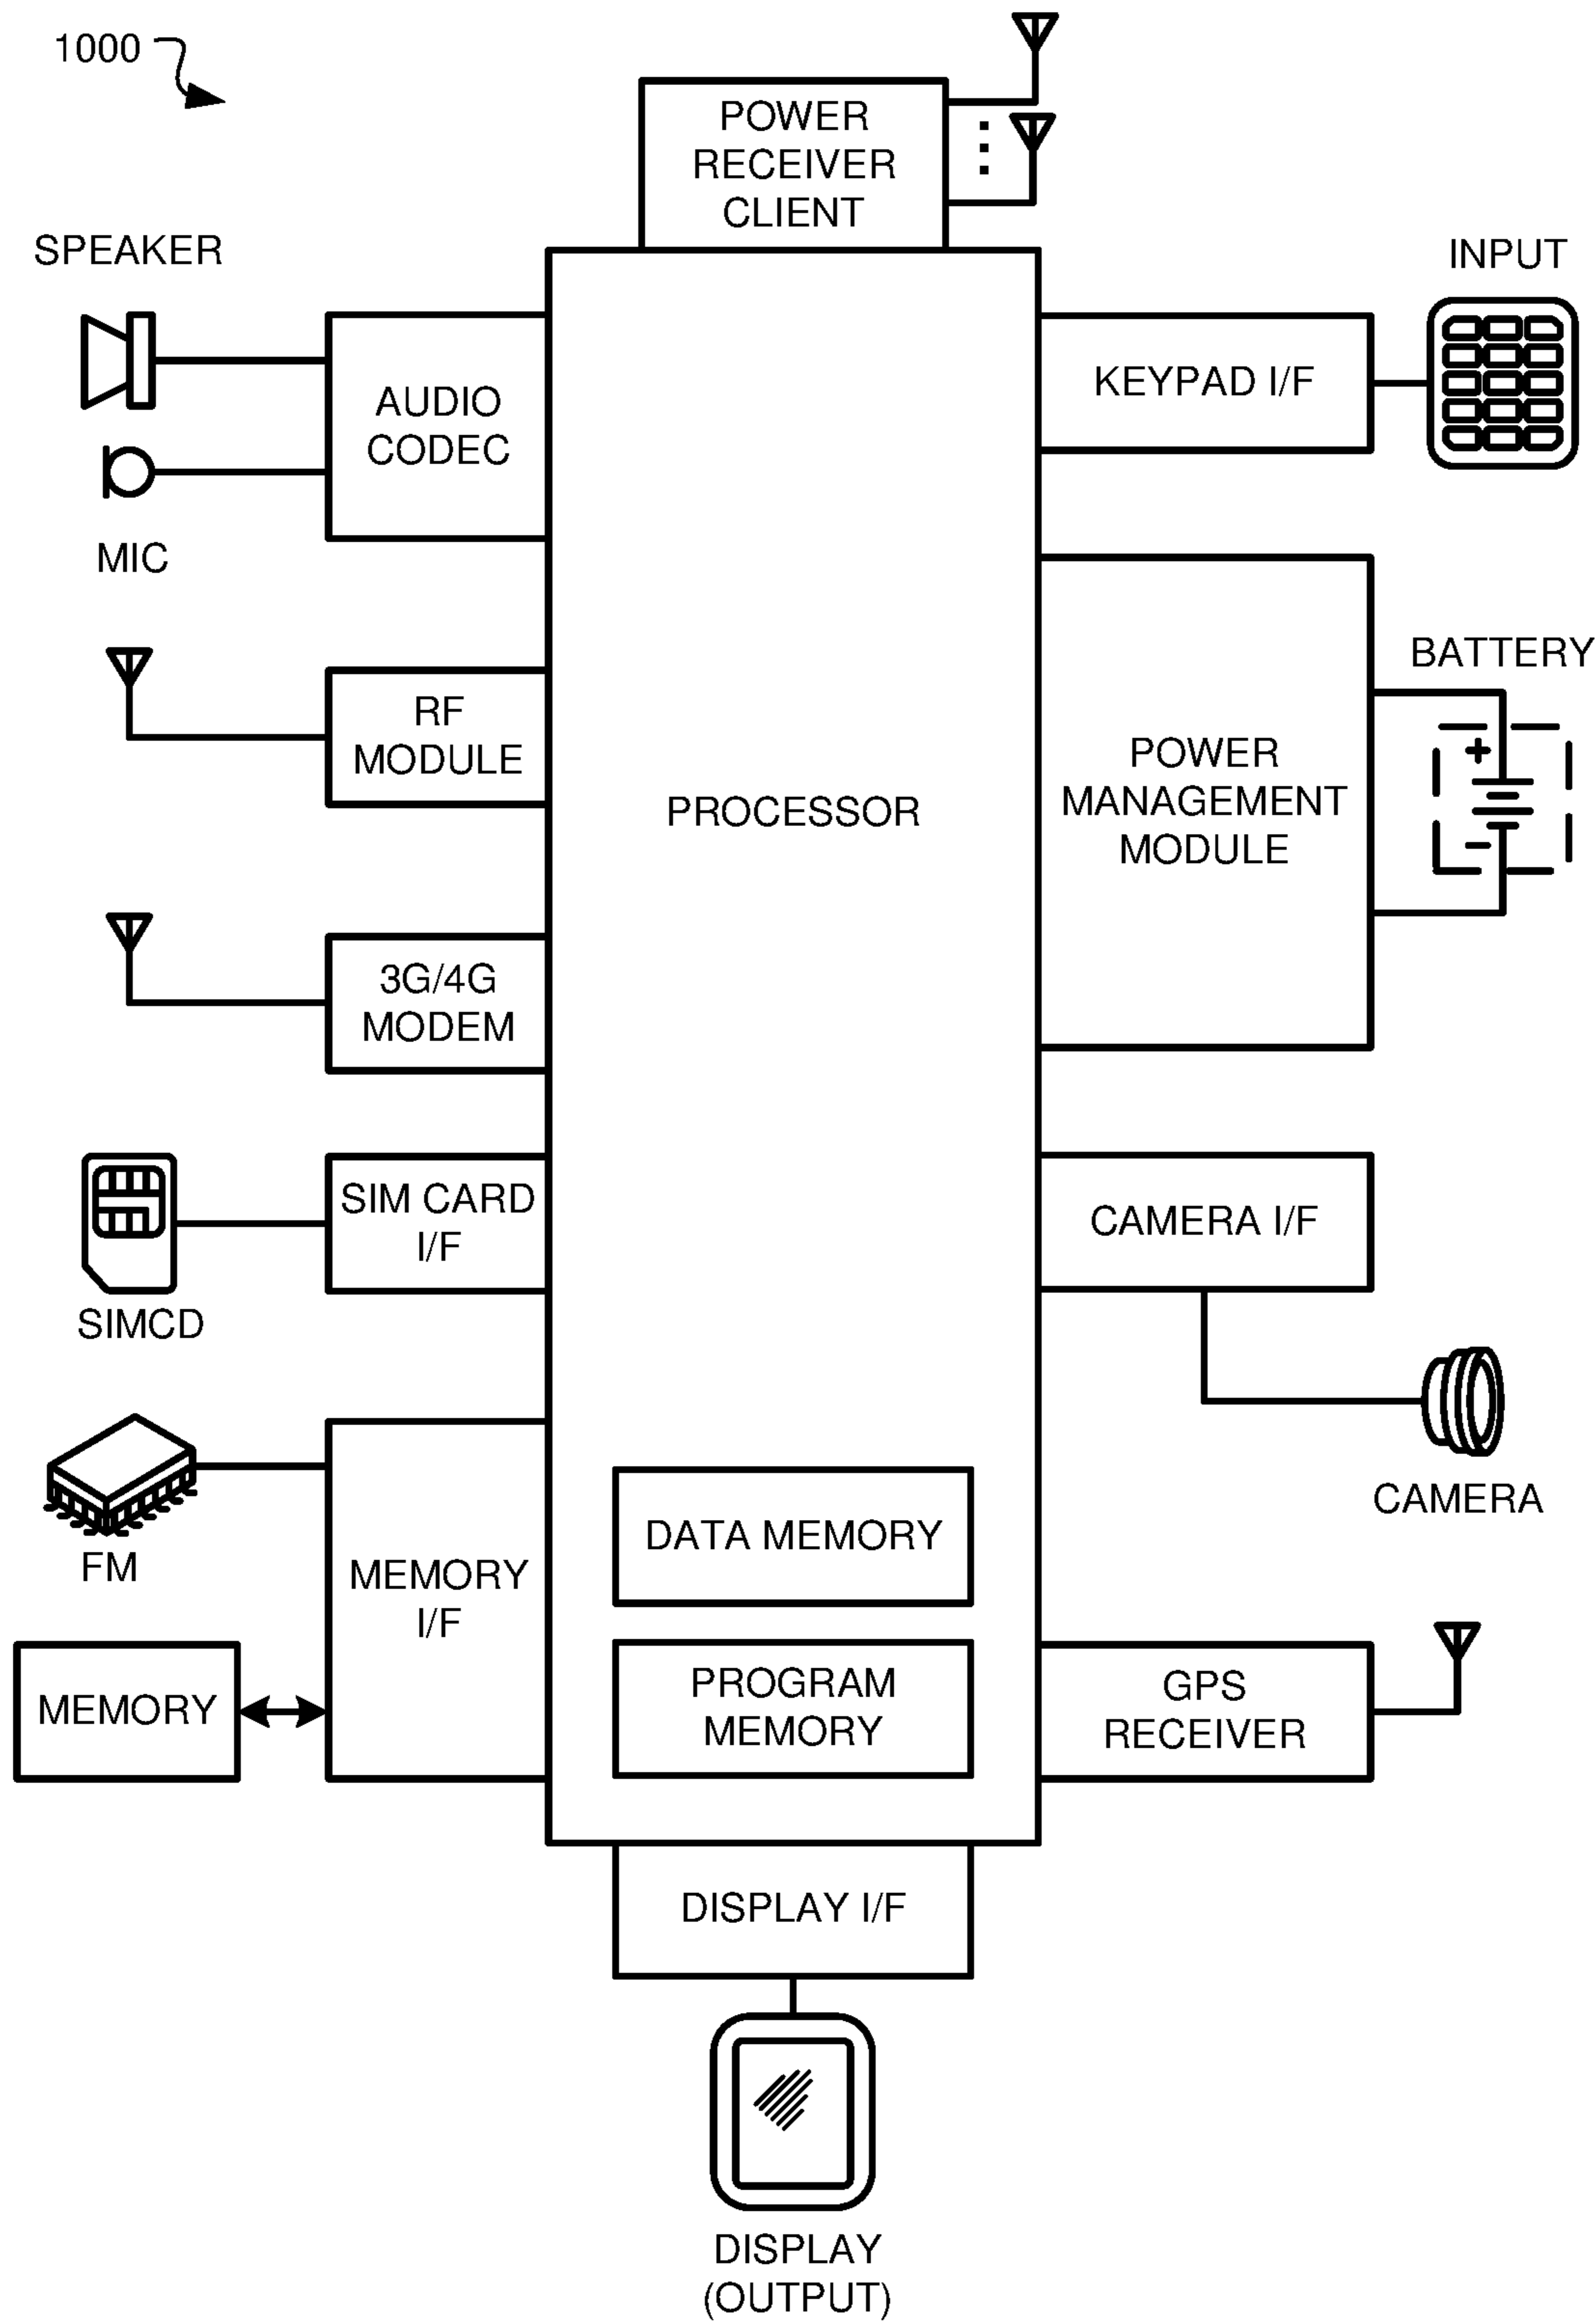 1000
POWER
RECEIVER
CLIENT
SPEAKER
INPUT
AUDIO
CODEC
KEYPAD I/F
MIC
BATTERY
RF
MODULE
POWER
MANAGEMENT
MODULE
+
-
PROCESSOR
3G/4G
MODEM
SIM CARD
I/F
CAMERA I/F
SIMCD
CAMERA
FM
MEMORY
I/F
DATA MEMORY
MEMORY
PROGRAM
MEMORY
GPS
RECEIVER
DISPLAY I/F
DISPLAY
(OUTPUT)